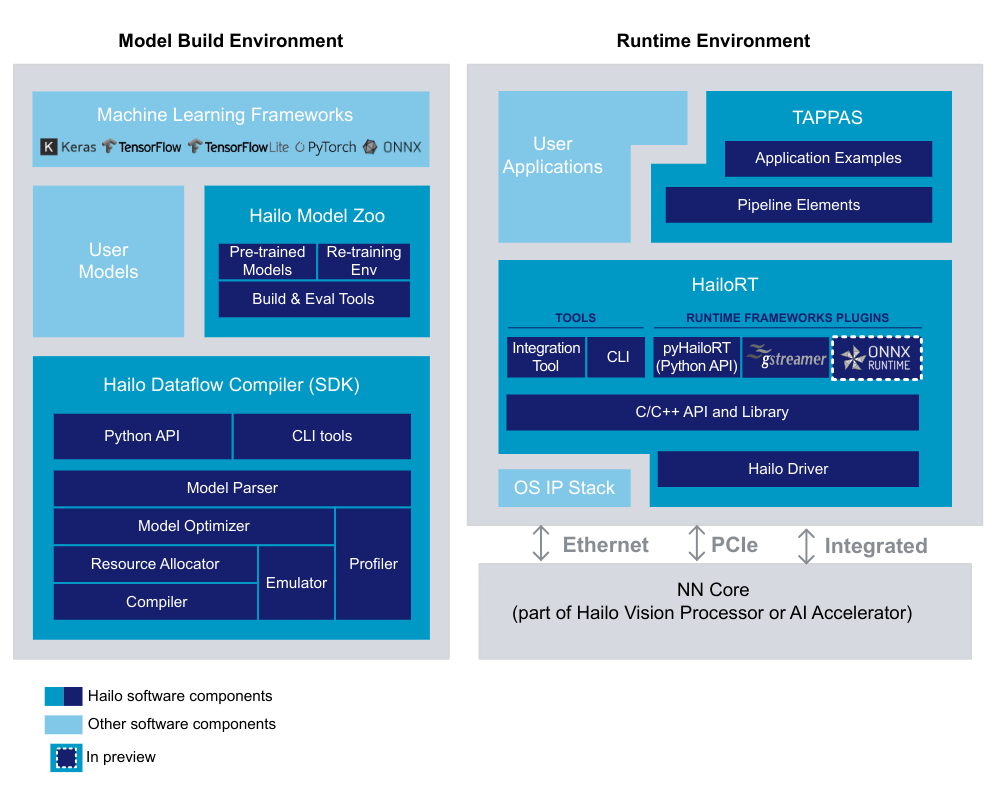 Model Build Environment
Machine Learning Frameworks
K Keras TensorFlow TensorFlow Lite PyTorch ONNX
User
Models
Hailo Model Zoo
Pre-trained
Models
Re-training
Env
Build & Eval Tools
Hailo Dataflow Compiler (SDK)
Python API
CLI tools
Model Parser
Model Optimizer
Resource Allocator
Compiler
Emulator
Profiler
Runtime Environment
User
Applications
TAPPAS
Application Examples
Pipeline Elements
HailoRT
TOOLS
RUNTIME FRAMEWORKS PLUGINS
Integration
Tool
CLI
pyHailoRT
(Python API)
gstreamer
ONNX
RUNTIME
C/C++ API and Library
Hailo Driver
OS IP Stack
Ethernet
PCIe
Integrated
NN Core
(part of Hailo Vision Processor or AI Accelerator)
Hailo software components
Other software components
In preview